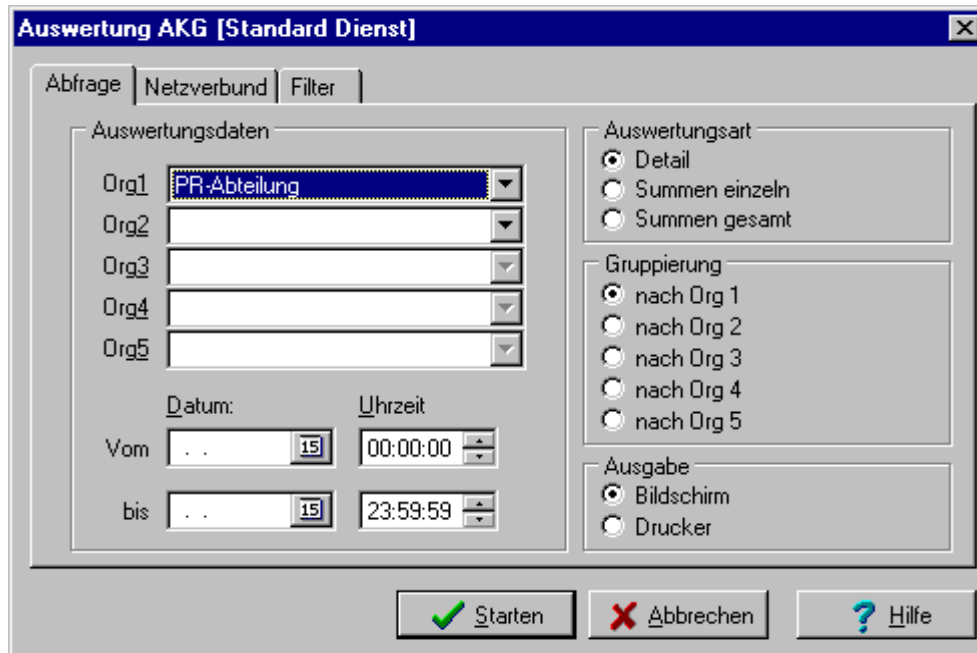 Auswertung AKG [Standard Dienst]
Abfrage
Netzverbund
Filter
Auswertungsdaten
Org1 PR-Abteilung
Org2
Org3
Org4
Org5
Datum: Uhrzeit
Vom . . 15 00:00:00
bis . . 15 23:59:59
Auswertungsart
Detail
Summen einzeln
Summen gesamt
Gruppierung
nach Org 1
nach Org 2
nach Org 3
nach Org 4
nach Org 5
Ausgabe
Bildschirm
Drucker
Starten
Abbrechen
Hilfe